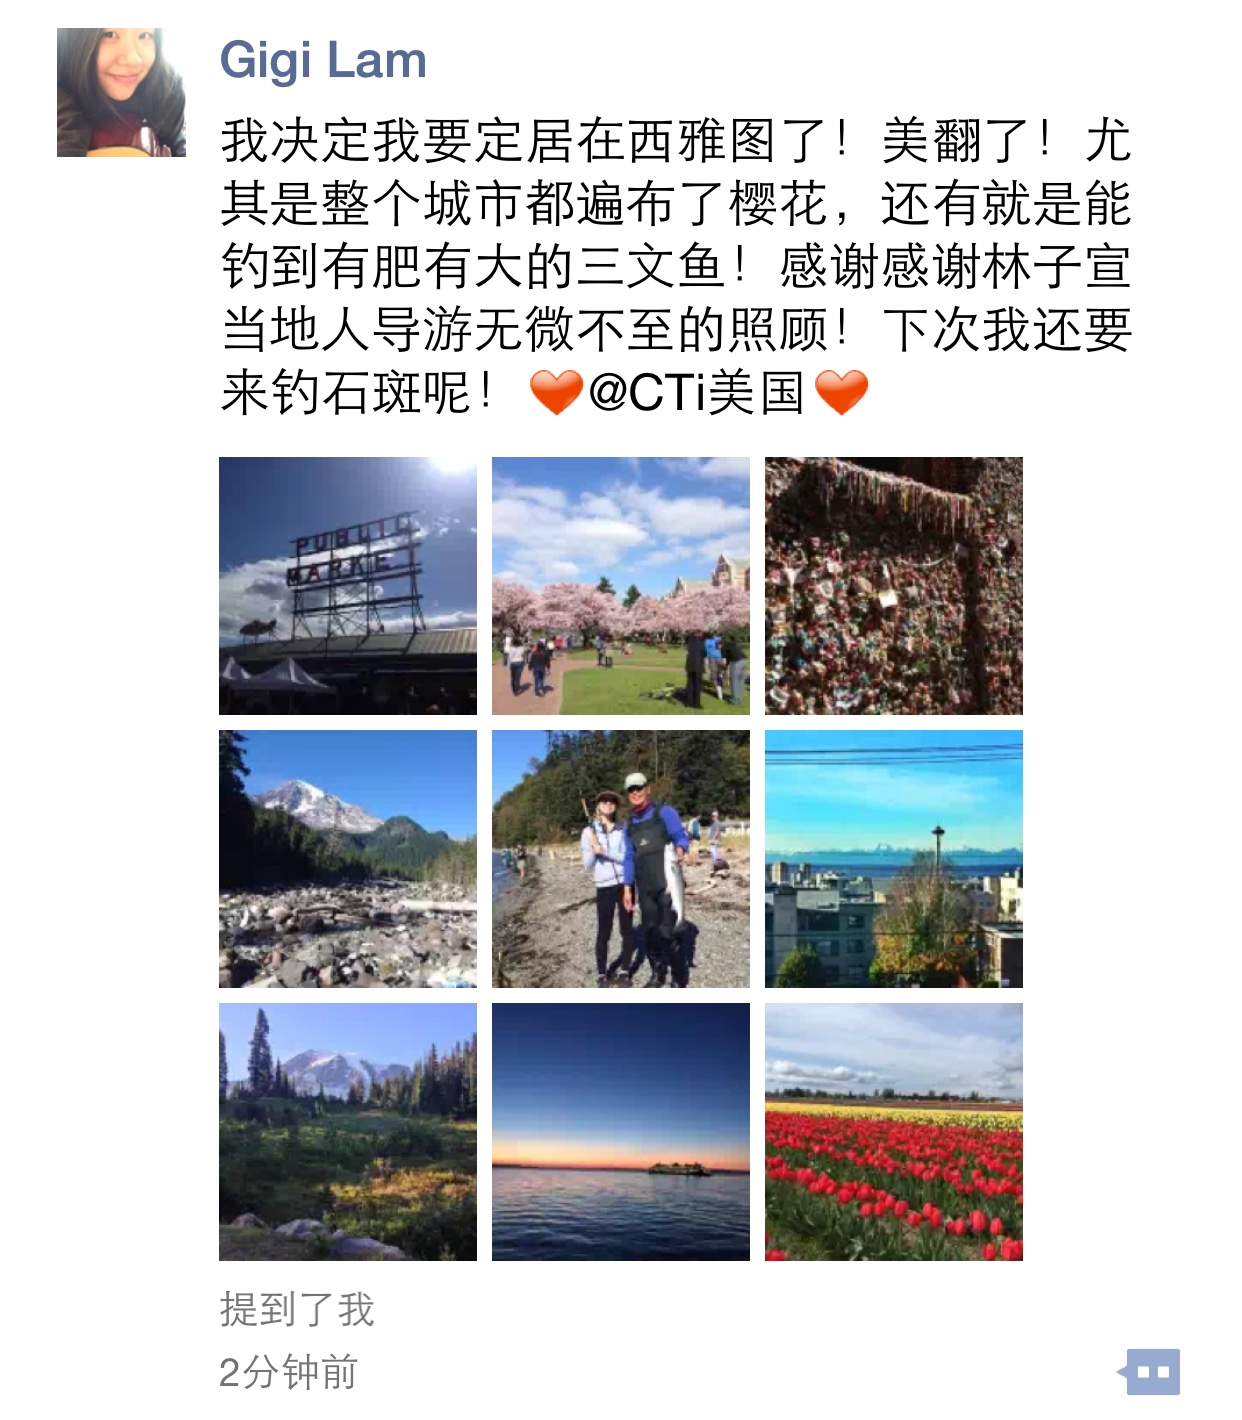 Gigi Lam
我决定我要定居在西雅图了！美翻了！尤
其是整个城市都遍布了樱花，还有就是能
钓到有肥有大的三文鱼！感谢感谢林子宣
当地人导游无微不至的照顾！下次我还要
来钓石斑呢！❤️@CTi美国❤️
PUBLIC
MARKE
提到了我
2分钟前